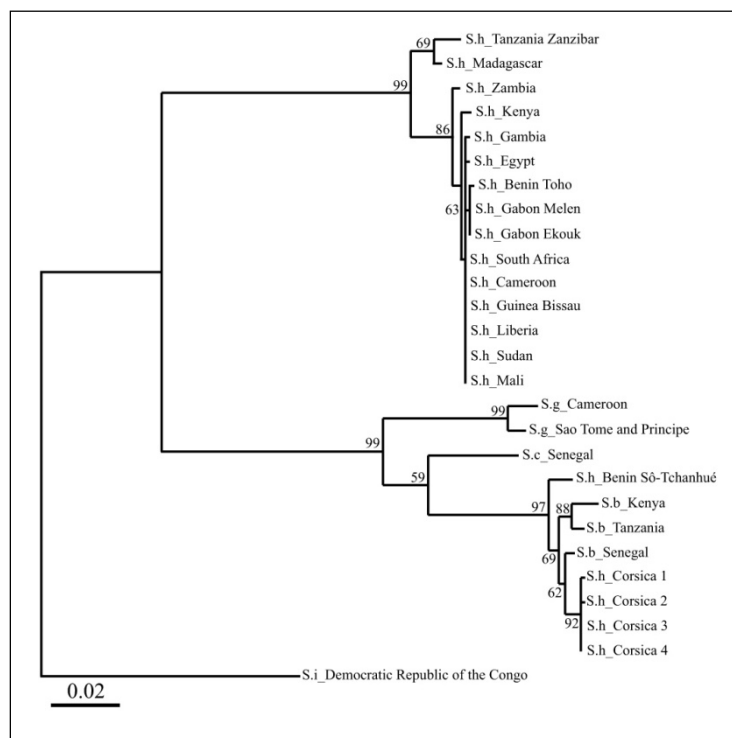 S.h_Tanzania Zanzibar
69
S.h_Madagascar
99
S.h_Zambia
S.h_Kenya
86
S.h_Gambia
S.h_Egypt
S.h_Benin Toho
63
S.h_Gabon Melen
S.h_Gabon Ekouk
S.h_South Africa
S.h_Cameroon
S.h_Guinea Bissau
S.h_Liberia
S.h_Sudan
S.h_Mali
S.g_Cameroon
99
S.g_Sao Tome and Principe
99
S.c_Senegal
59
S.h_Benin Sô-Tchanhué
97
S.b_Kenya
88
S.b_Tanzania
69
S.b_Senegal
S.h_Corsica 1
62
S.h_Corsica 2
92
S.h_Corsica 3
S.h_Corsica 4
S.i_Democratic Republic of the Congo
0.02